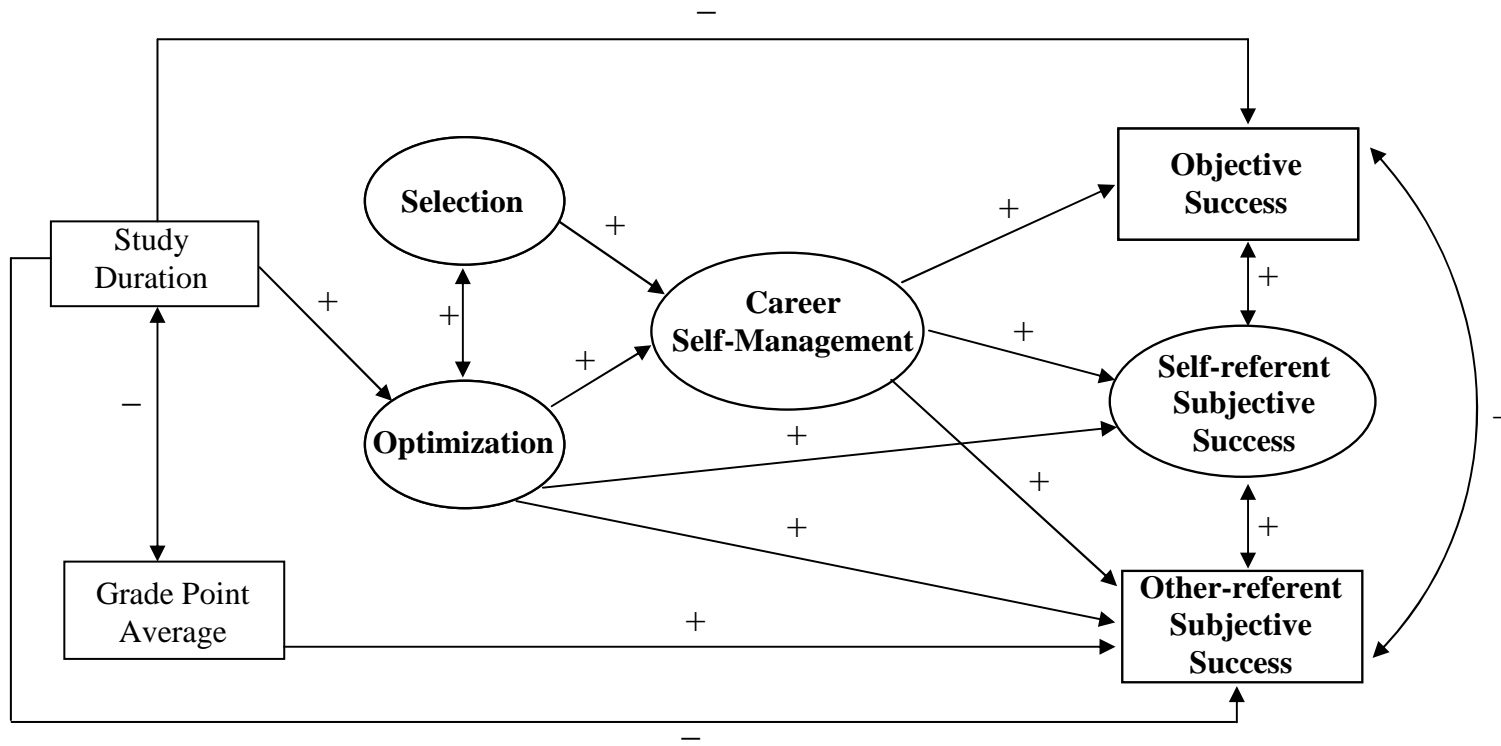 –
Objective
Success
Selection
+
+
Study
Duration
+
+
Career
Self-Management
+
+
+
+
Self-referent
Subjective
Success
–
Optimization
+
+
+
+
Grade Point
Average
+
Other-referent
Subjective
Success
–